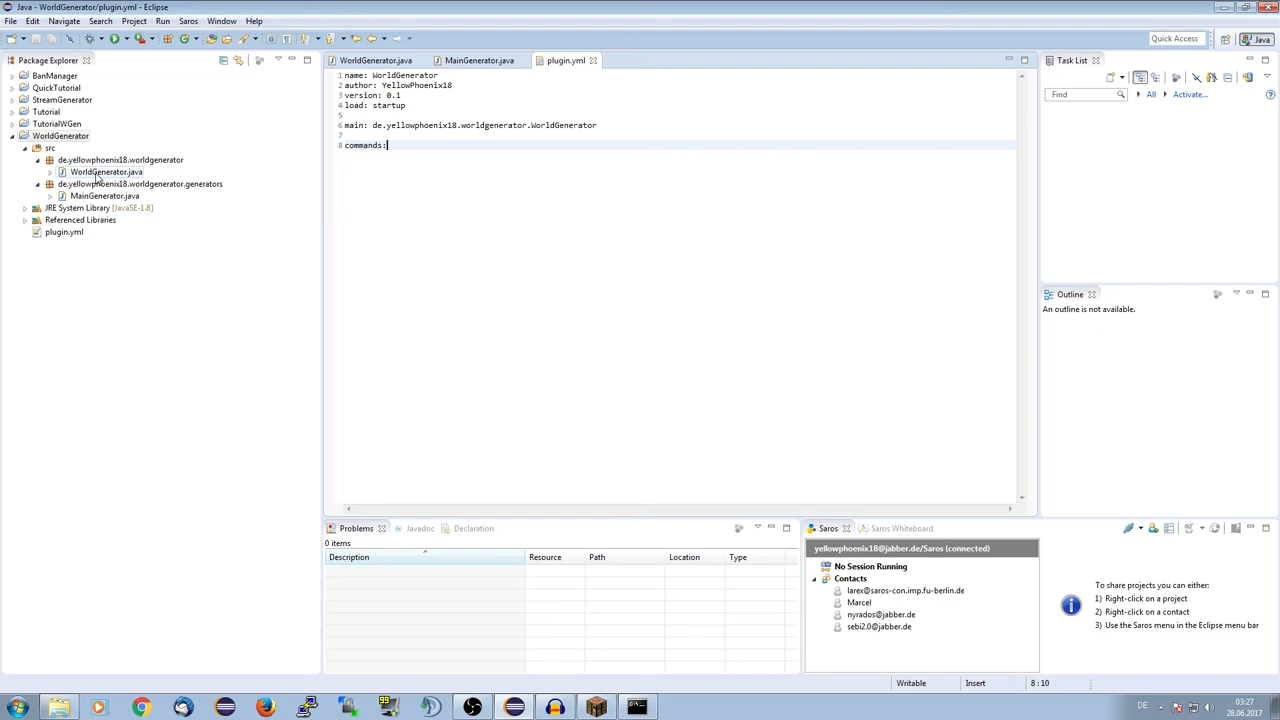 Java - WorldGenerator/plugin.yml - Eclipse
File Edit Navigate Search Project Run Saros Window Help
Quick Access
Java
Package Explorer
BanManager
QuickTutorial
StreamGenerator
Tutorial
TutorialWGen
WorldGenerator
src
de.yellowphoenix18.worldgenerator
WorldGenerator.java
de.yellowphoenix18.worldgenerator.generators
MainGenerator.java
JRE System Library [JavaSE-1.8]
Referenced Libraries
plugin.yml
WorldGenerator.java MainGenerator.java plugin.yml
1 name: WorldGenerator
2 author: YellowPhoenix18
3 version: 0.1
4 load: startup
5
6 main: de.yellowphoenix18.worldgenerator.WorldGenerator
7
8 commands:
Task List
Find All Activate...
Outline
An outline is not available.
Problems Javadoc Declaration
0 items
Description Resource Path Location Type
Saros Saros Whiteboard
yellowphoenix18@jabber.de/Saros (connected)
No Session Running
Contacts
larex@saros-con.imp.fu-berlin.de
Marcel
nyrados@jabber.de
sebi2.0@jabber.de
To share projects you can either:
1) Right-click on a project
2) Right-click on a contact
3) Use the Saros menu in the Eclipse menu bar
Writable Insert 8 : 10
99
DE
03:27
28.06.2017